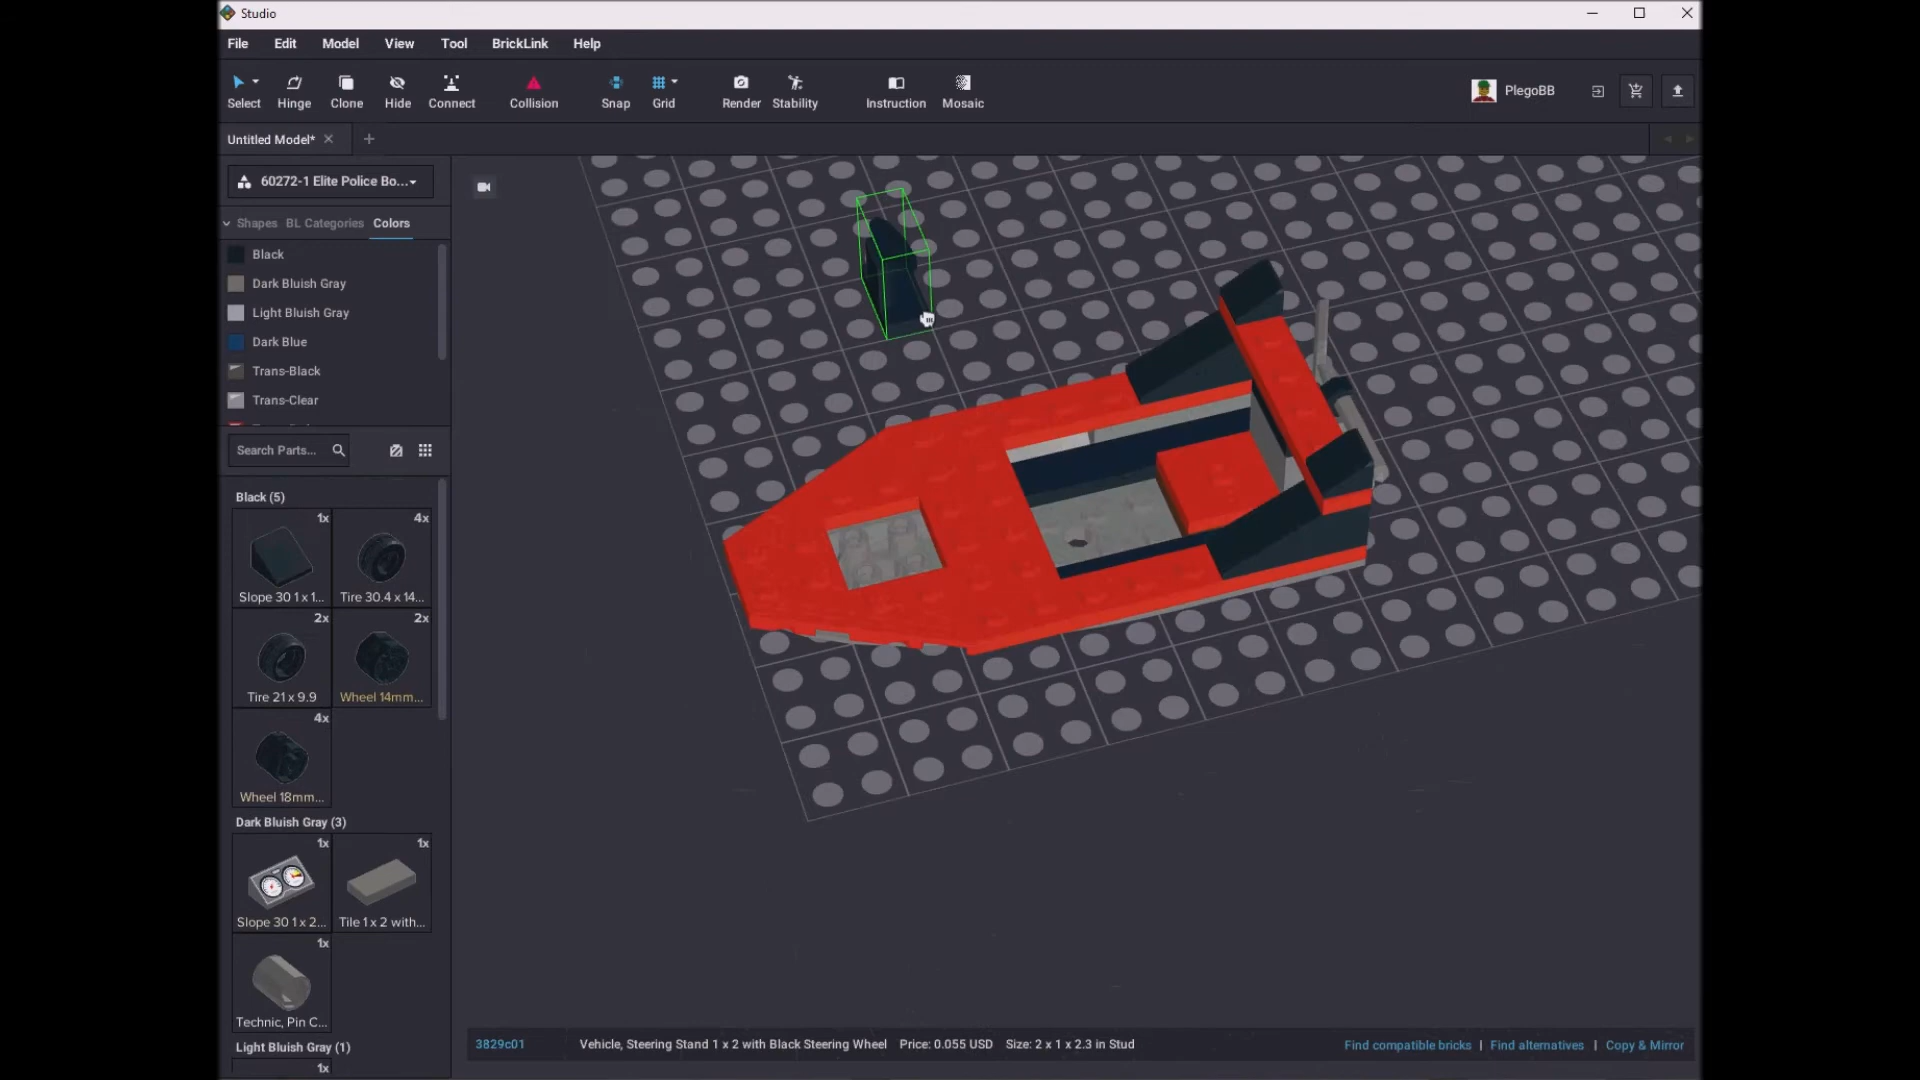 Studio
File Edit Model View Tool BrickLink Help
Select Hinge Clone Hide Connect Collision Snap Grid Render Stability Instruction Mosaic
PlegoBB
Untitled Model*
60272-1 Elite Police Bo...
Shapes BL Categories Colors
Black
Dark Bluish Gray
Light Bluish Gray
Dark Blue
Trans-Black
Trans-Clear
Search Parts...
Black (5)
1x 4x
Slope 30 1 x 1... Tire 30.4 x 14...
2x 2x
Tire 21 x 9.9 Wheel 14mm...
4x
Wheel 18mm...
Dark Bluish Gray (3)
1x 1x
Slope 30 1 x 2... Tile 1 x 2 with...
1x
Technic, Pin C...
Light Bluish Gray (1)
1x
3829c01 Vehicle, Steering Stand 1 x 2 with Black Steering Wheel Price: 0.055 USD Size: 2 x 1 x 2.3 in Stud Find compatible bricks | Find alternatives | Copy & Mirror